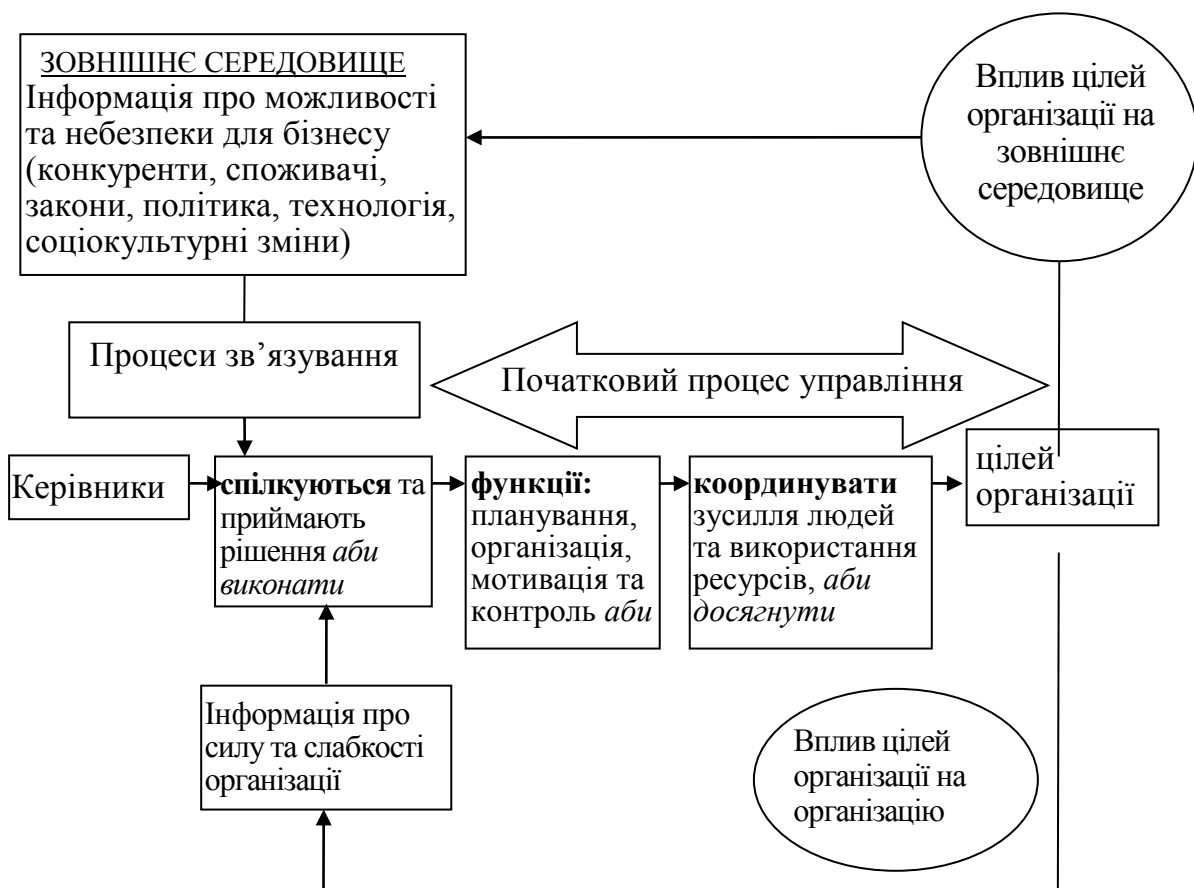 ЗОВНІШНЄ СЕРЕДОВИЩЕ
Інформація про можливості
та небезпеки для бізнесу
(конкуренти, споживачі,
закони, політика, технологія,
соціокультурні зміни)
Вплив цілей
організації на
зовнішнє
середовище
Процеси зв’язування
Початковий процес управління
Керівники
спілкуються та
приймають
рішення аби
виконати
функції:
планування,
організація,
мотивація та
контроль аби
координувати
зусилля людей
та використання
ресурсів, аби
досягнути
цілей
організації
Інформація про
силу та слабкості
організації
Вплив цілей
організації на
організацію